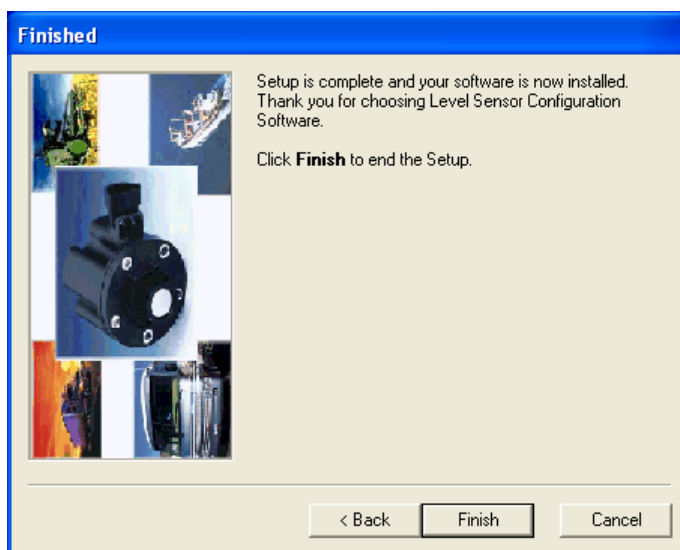 Finished
Setup is complete and your software is now installed.
Thank you for choosing Level Sensor Configuration
Software.
Click Finish to end the Setup.
< Back
Finish
Cancel